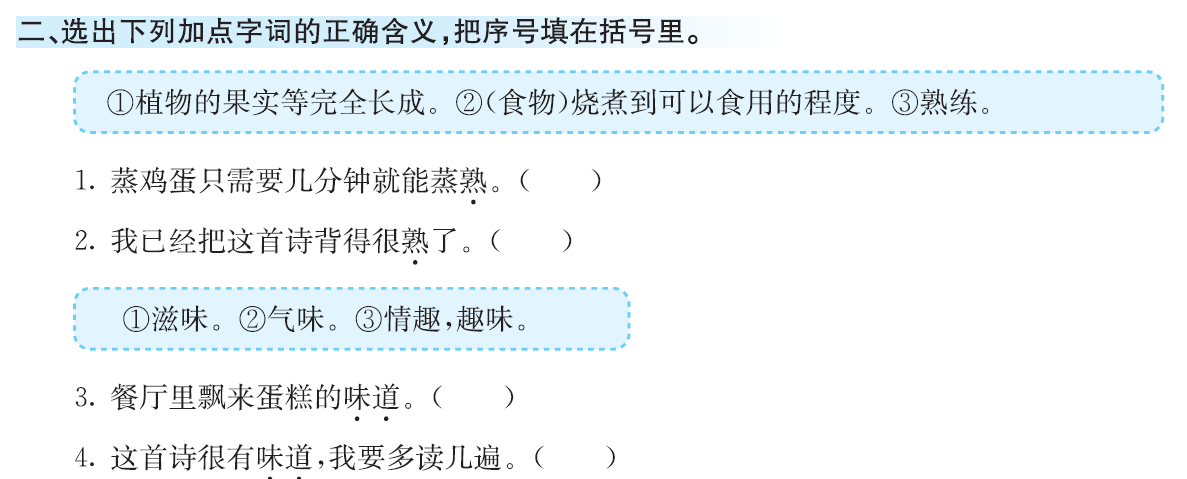 二、选出下列加点字词的正确含义,把序号填在括号里。
①植物的果实等完全长成。②(食物)烧煮到可以食用的程度。③熟练。
1. 蒸鸡蛋只需要几分钟就能蒸熟。(　　)
2. 我已经把这首诗背得很熟了。(　　)
①滋味。②气味。③情趣,趣味。
3. 餐厅里飘来蛋糕的味道。(　　)
4. 这首诗很有味道,我要多读几遍。(　　)